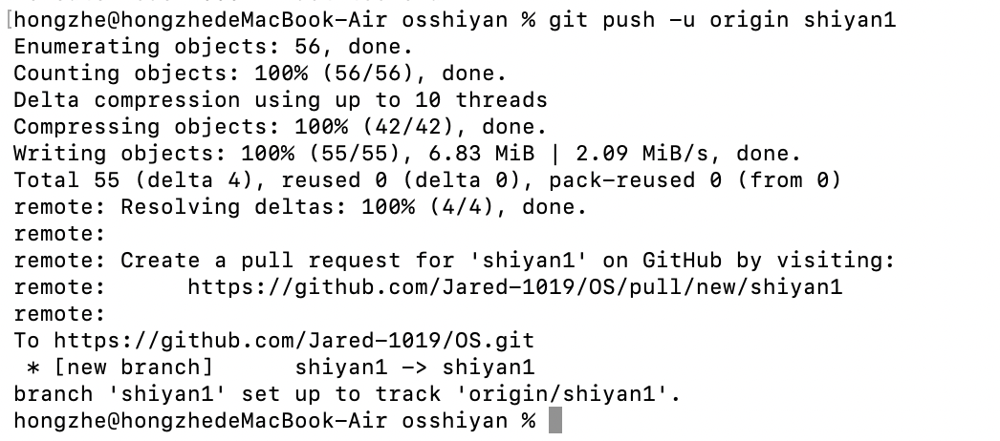 [hongzhe@hongzhedeMacBook-Air osshiyan % git push -u origin shiyan1
Enumerating objects: 56, done.
Counting objects: 100% (56/56), done.
Delta compression using up to 10 threads
Compressing objects: 100% (42/42), done.
Writing objects: 100% (55/55), 6.83 MiB | 2.09 MiB/s, done.
Total 55 (delta 4), reused 0 (delta 0), pack-reused 0 (from 0)
remote: Resolving deltas: 100% (4/4), done.
remote:
remote: Create a pull request for 'shiyan1' on GitHub by visiting:
remote:      https://github.com/Jared-1019/OS/pull/new/shiyan1
remote:
To https://github.com/Jared-1019/OS.git
 * [new branch]      shiyan1 -> shiyan1
branch 'shiyan1' set up to track 'origin/shiyan1'.
hongzhe@hongzhedeMacBook-Air osshiyan %